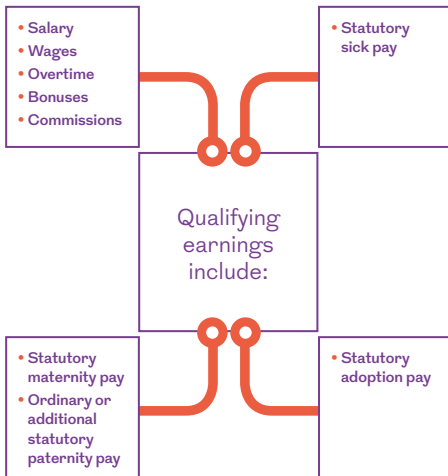 • Salary
• Wages
• Overtime
• Bonuses
• Commissions
• Statutory
sick pay
Qualifying
earnings
include:
• Statutory
maternity pay
• Ordinary or
additional
statutory
paternity pay
• Statutory
adoption pay